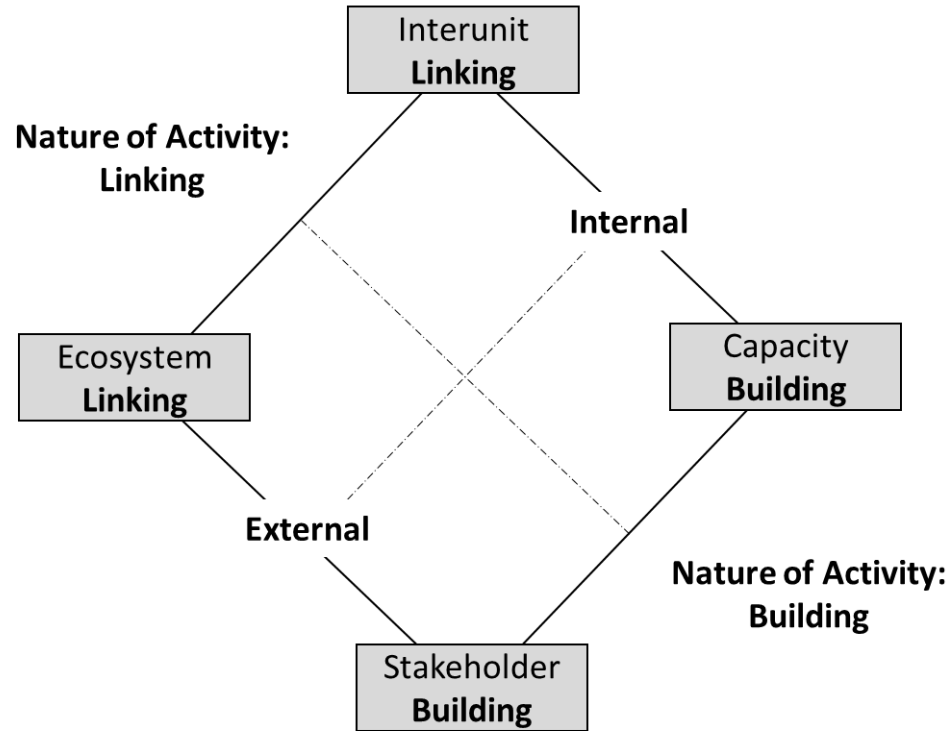 Interunit
Linking
Nature of Activity:
Linking
Internal
Ecosystem
Linking
Capacity
Building
External
Nature of Activity:
Building
Stakeholder
Building